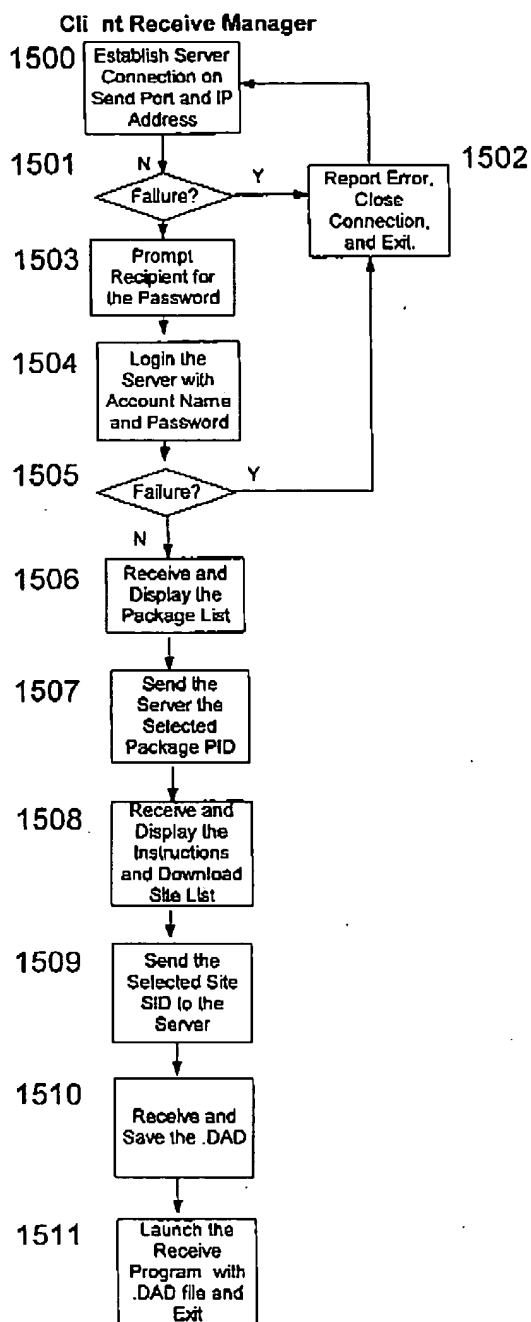 Cli nt Receive Manager
1500
Establish Server
Connection on
Send Port and IP
Address
1501
N
Failure?
Y
1502
Report Error,
Close
Connection,
and Exit.
1503
Prompt
Recipient for
the Password
1504
Login the
Server with
Account Name
and Password
1505
Failure?
Y
N
1506
Receive and
Display the
Package List
1507
Send the
Server the
Selected
Package PID
1508
Receive and
Display the
Instructions
and Download
Site List
1509
Send the
Selected Site
SID to the
Server
1510
Receive and
Save the .DAD
1511
Launch the
Receive
Program with
.DAD file and
Exit